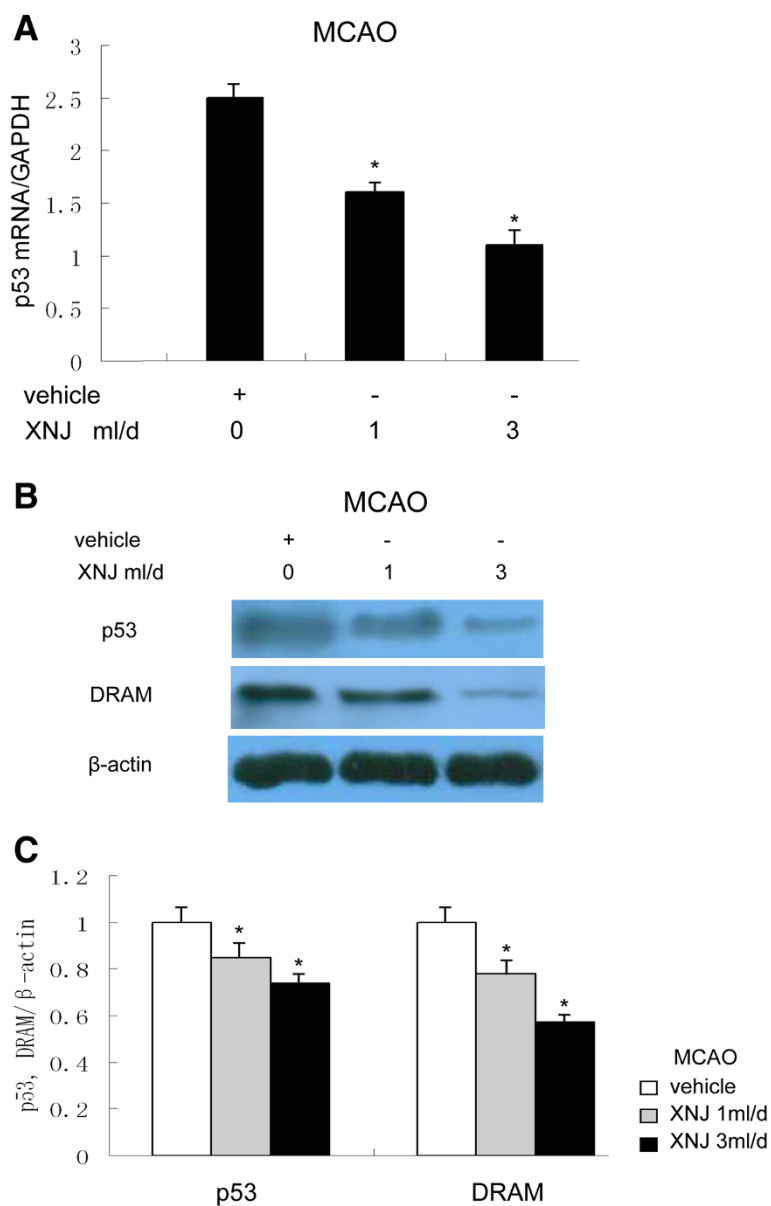 A
MCAO
p53 mRNA/GAPDH
3
2.5
2
1.5
1
0.5
0
*
*
vehicle + - -
XNJ ml/d 0 1 3
B
MCAO
vehicle + - -
XNJ ml/d 0 1 3
p53
DRAM
β-actin
C
p53, DRAM/β-actin
1.2
1
0.8
0.6
0.4
0.2
0
* *
* *
p53 DRAM
MCAO
vehicle
XNJ 1ml/d
XNJ 3ml/d